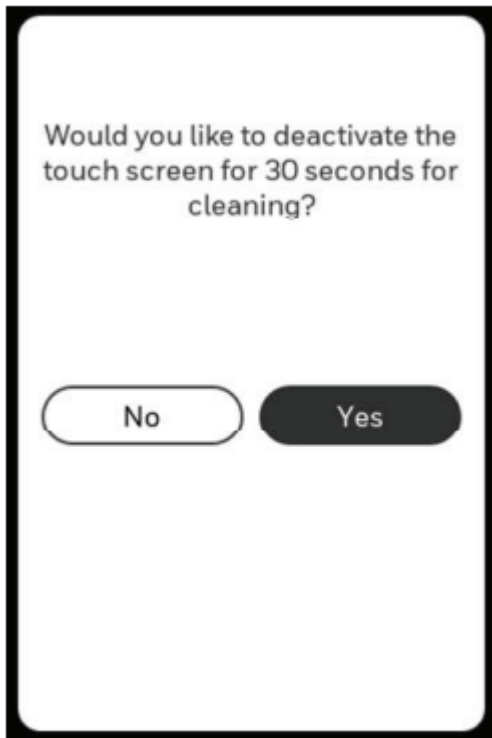 Would you like to deactivate the
touch screen for 30 seconds for
cleaning?
No
Yes